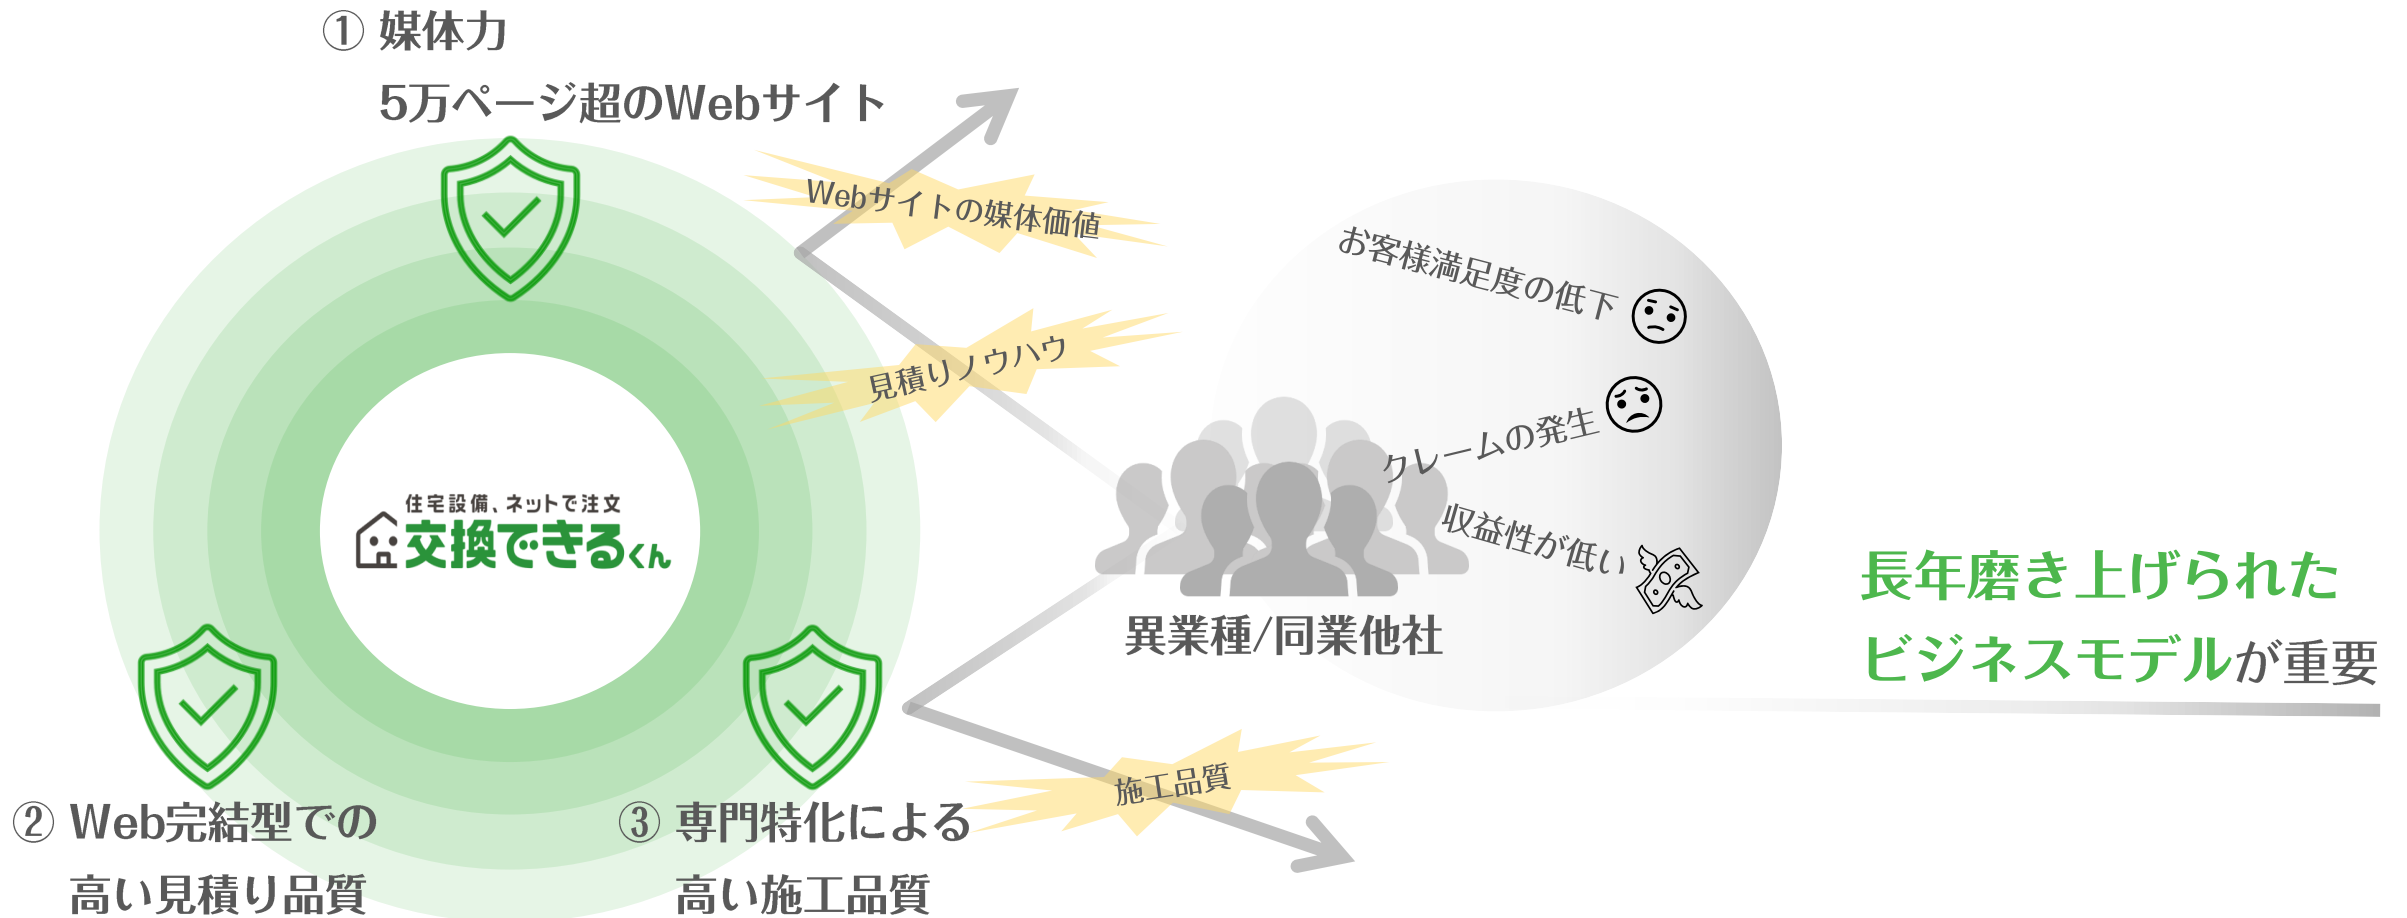 ① 媒体力
5万ページ超のWebサイト
Webサイトの媒体価値
見積りノウハウ
お客様満足度の低下
クレームの発生
収益性が低い
住宅設備、ネットで注文
交換できるくん
異業種/同業他社
長年磨き上げられた
ビジネスモデルが重要
施工品質
② Web完結型での
高い見積り品質
③ 専門特化による
高い施工品質